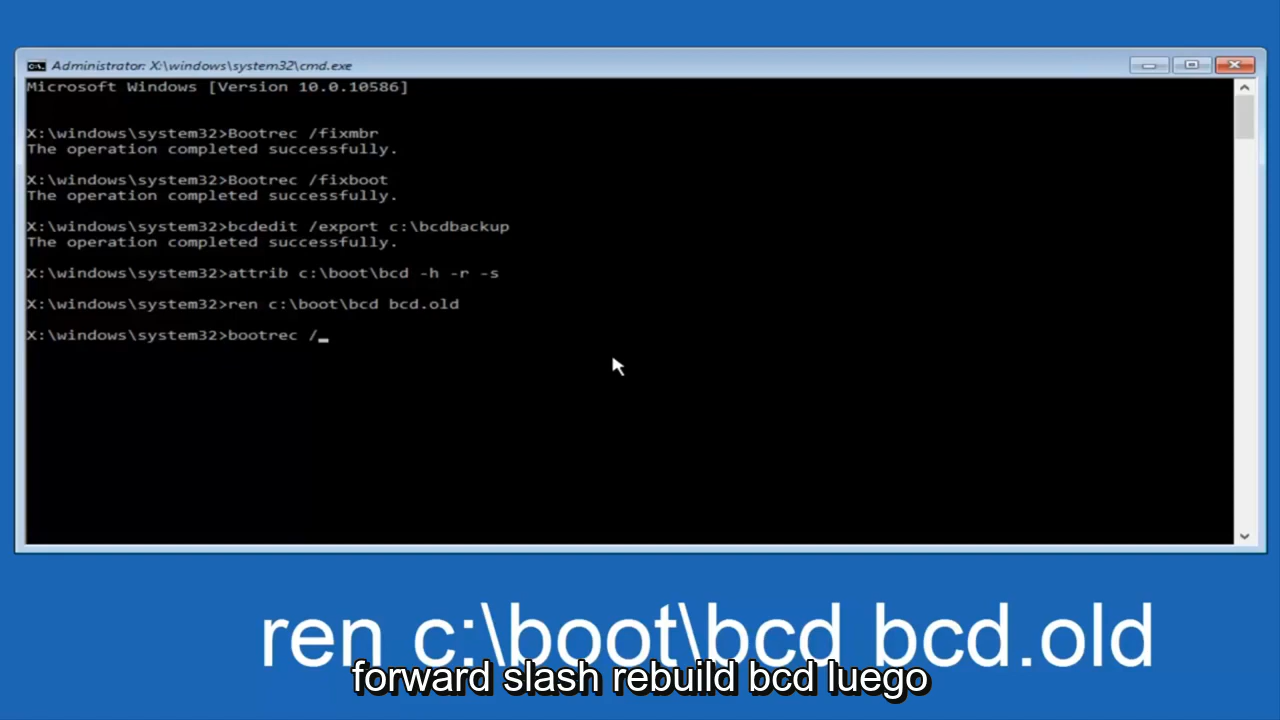 Administrator: X:\windows\system32\cmd.exe
Microsoft Windows [Version 10.0.10586]
X:\windows\system32>Bootrec /fixmbr
The operation completed successfully.
X:\windows\system32>Bootrec /fixboot
The operation completed successfully.
X:\windows\system32>bcdedit /export c:\bcdbackup
The operation completed successfully.
X:\windows\system32>attrib c:\boot\bcd -h -r -s
X:\windows\system32>ren c:\boot\bcd bcd.old
X:\windows\system32>bootrec /_
ren c:\boot\bcd bcd.old
forward slash rebuild bcd luego